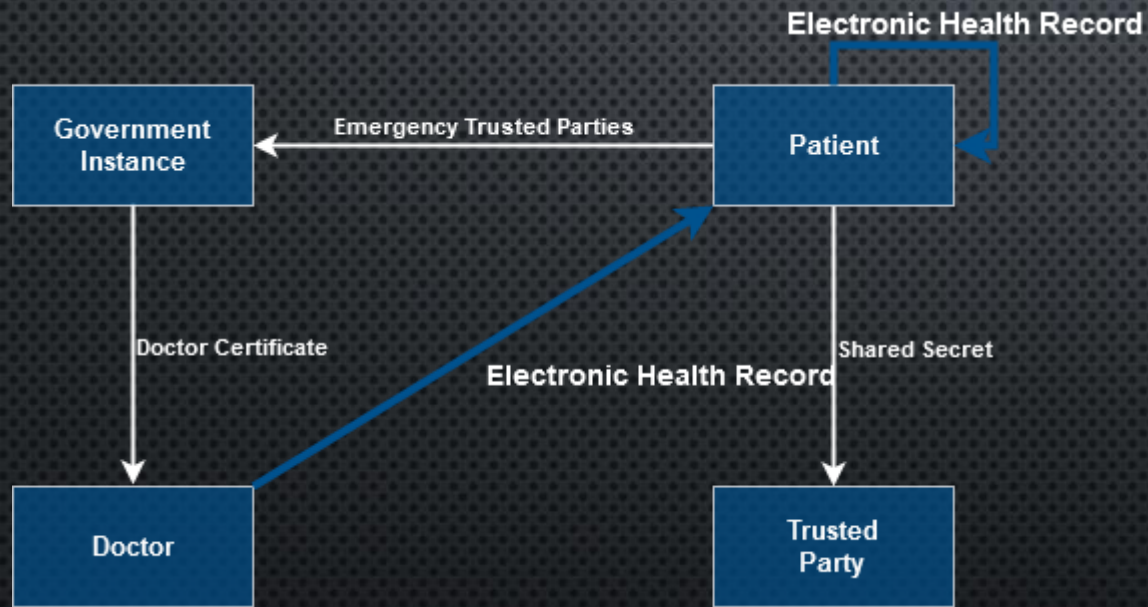 Electronic Health Record
Government
Instance
Emergency Trusted Parties
Patient
Doctor Certificate
Shared Secret
Electronic Health Record
Doctor
Trusted
Party